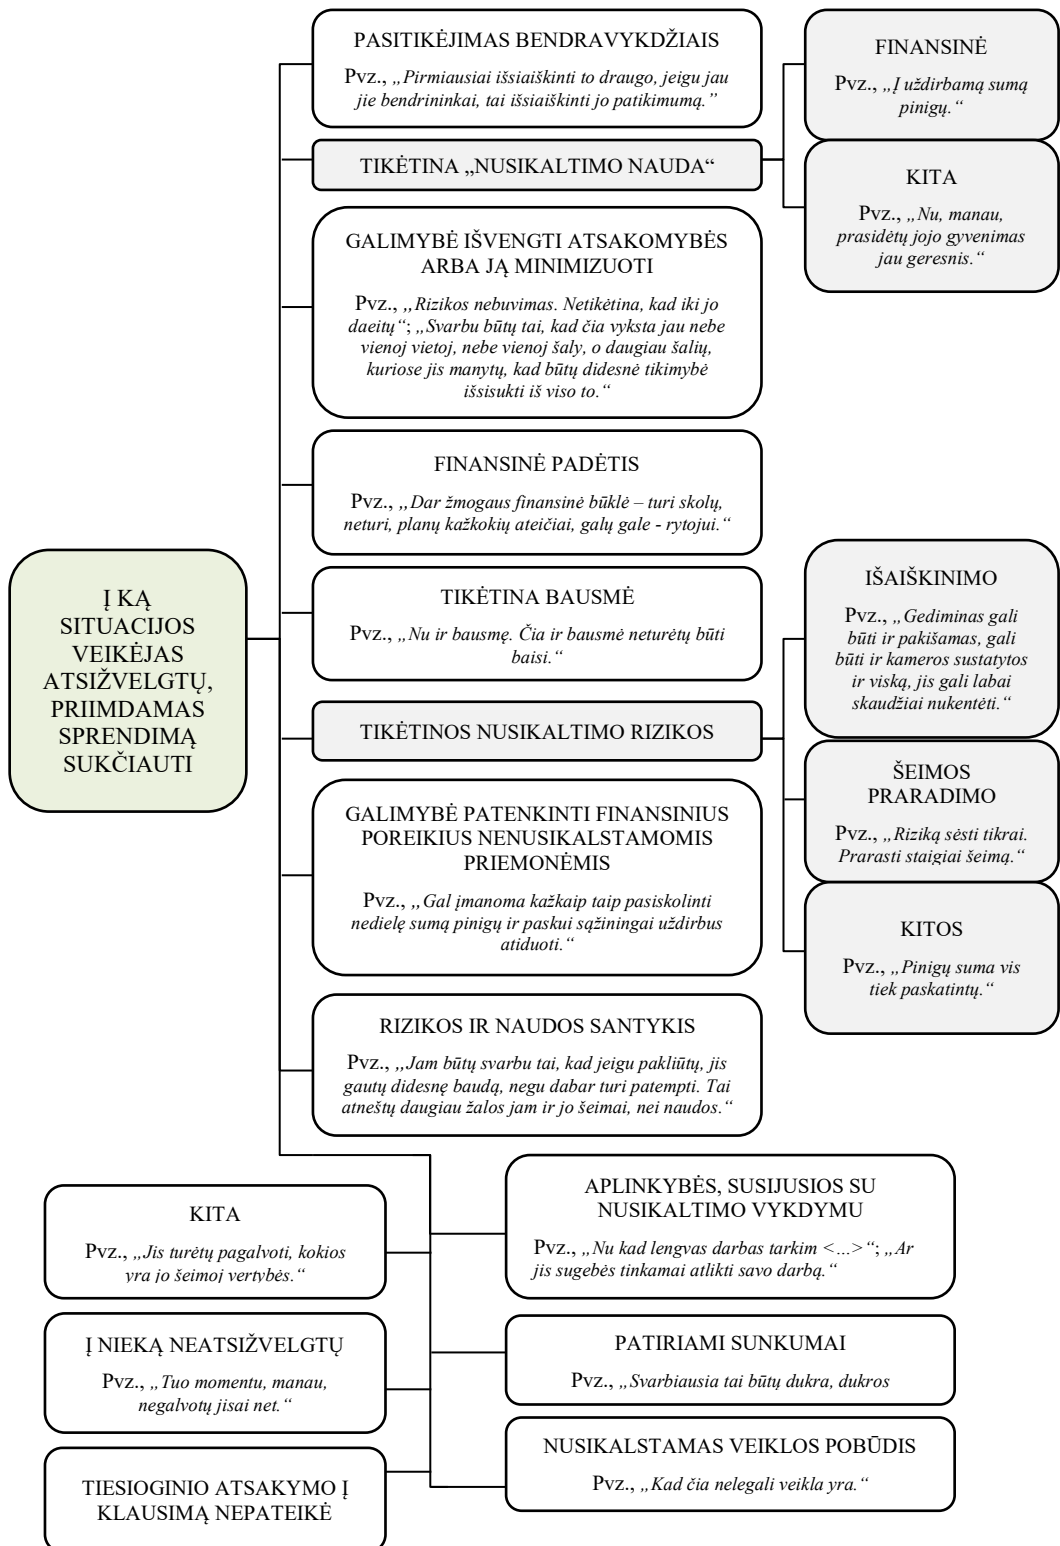 PASITIKĖJIMAS BENDRAVYKDŽIAIS
Pvz., „Pirmiausiai išsiaiškinti to draugo, jeigu jau
jie bendrininkai, tai išsiaiškinti jo patikimumą.”
FINANSINĖ
Pvz., „Į uždirbamą sumą
pinigų.“
TIKĖTINA „NUSIKALTIMO NAUDA“
KITA
Pvz., „Nu, manau,
prasidėtų jojo gyvenimas
jau geresnis.“
GALIMYBĖ IŠVENGTI ATSAKOMYBĖS
ARBA JĄ MINIMIZUOTI
Pvz., „Rizikos nebuvimas. Netikėtina, kad iki jo
daeitų“; „Svarbu būtų tai, kad čia vyksta jau nebe
vienoj vietoj, nebe vienoj šaly, o daugiau šalių,
kuriose jis manytų, kad būtų didesnė tikimybė
išsisukti iš viso to.“
FINANSINĖ PADĖTIS
Pvz., „Dar žmogaus finansinė būklė – turi skolų,
neturi, planų kažkokių ateičiai, galų gale - rytojui.“
Į KĄ
SITUACIJOS
VEIKĖJAS
ATSIŽVELGTŲ,
PRIIMDAMAS
SPRENDIMĄ
SUKČIAUTI
TIKĖTINA BAUSMĖ
Pvz., „Nu ir bausmę. Čia ir bausmė neturėtų būti
baisi.“
IŠAIŠKINIMO
Pvz., „Gediminas gali
būti ir pakišamas, gali
būti ir kameros sustatytos
ir viską, jis gali labai
skaudžiai nukentėti.“
TIKĖTINOS NUSIKALTIMO RIZIKOS
ŠEIMOS
PRARADIMO
Pvz., „Riziką sėsti tikrai.
Prarasti staigiai šeimą.“
GALIMYBĖ PATENKINTI FINANSINIUS
POREIKIUS NENUSIKALSTAMOMIS
PRIEMONĖMIS
Pvz., „Gal įmanoma kažkaip taip pasiskolinti
nedielę sumą pinigų ir paskui sąžiningai uždirbus
atiduoti.“
KITOS
Pvz., „Pinigų suma vis
tiek paskatintų.“
RIZIKOS IR NAUDOS SANTYKIS
Pvz., „Jam būtų svarbu tai, kad jeigu pakliūtų, jis
gautų didesnę baudą, negu dabar turi patempti. Tai
atneštų daugiau žalos jam ir jo šeimai, nei naudos.“
KITA
Pvz., „Jis turėtų pagalvoti, kokios
yra jo šeimoj vertybės.“
APLINKYBĖS, SUSIJUSIOS SU
NUSIKALTIMO VYKDYMU
Pvz., „Nu kad lengvas darbas tarkim <...>“; „Ar
jis sugebės tinkamai atlikti savo darbą.“
Į NIEKĄ NEATSIŽVELGTŲ
Pvz., „Tuo momentu, manau,
negalvotų jisai net.“
PATIRIAMI SUNKUMAI
Pvz., „Svarbiausia tai būtų dukra, dukros
NUSIKALSTAMAS VEIKLOS POBŪDIS
Pvz., „Kad čia nelegali veikla yra.“
TIESIOGINIO ATSAKYMO Į
KLAUSIMĄ NEPATEIKĖ